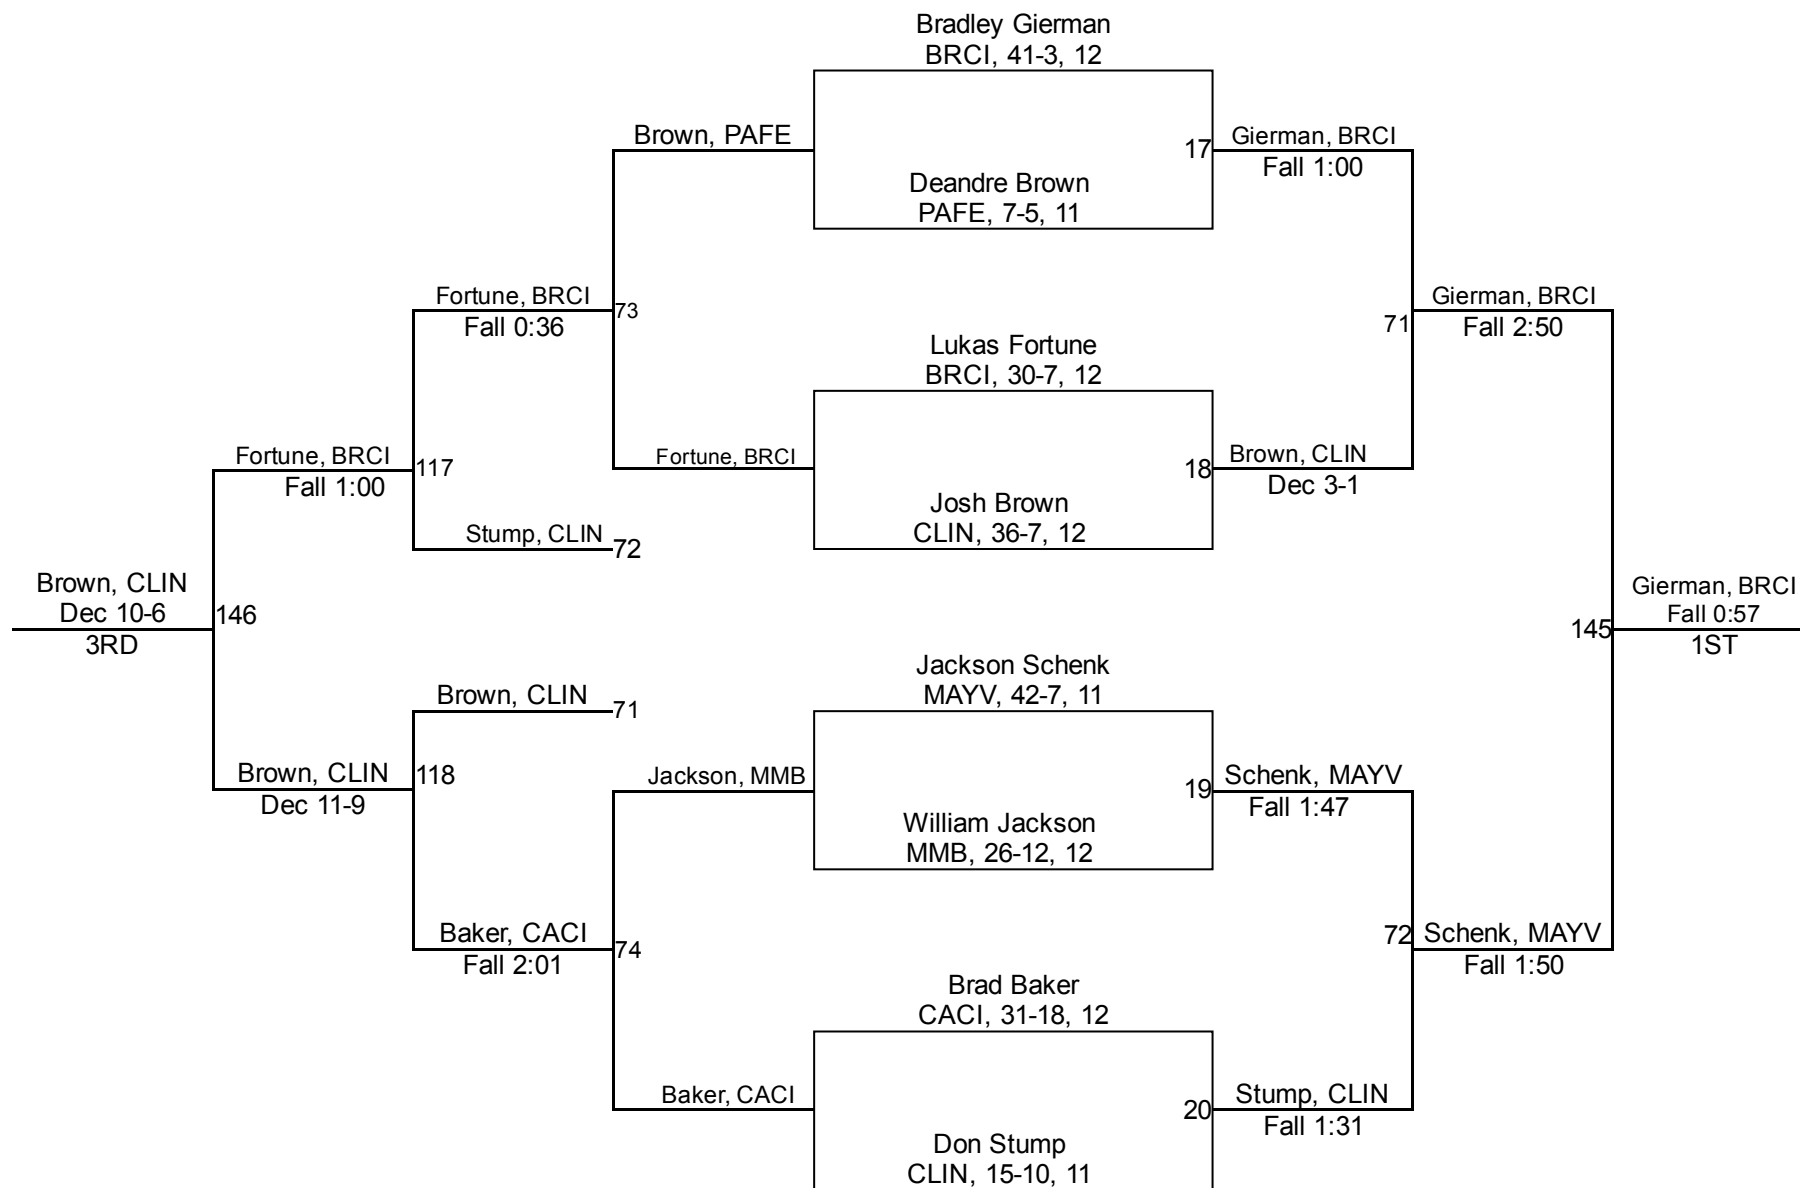 Bradley Gierman
BRCI, 41-3, 12
Brown, PAFE
17
Gierman, BRCI
Fall 1:00
Deandre Brown
PAFE, 7-5, 11
Fortune, BRCI
Fall 0:36
73
71
Gierman, BRCI
Fall 2:50
Lukas Fortune
BRCI, 30-7, 12
Fortune, BRCI
Fall 1:00
117
Fortune, BRCI
18
Brown, CLIN
Dec 3-1
Josh Brown
CLIN, 36-7, 12
Stump, CLIN
72
Brown, CLIN
Dec 10-6
3RD
146
145
Gierman, BRCI
Fall 0:57
1ST
Jackson Schenk
MAYV, 42-7, 11
Brown, CLIN
71
Brown, CLIN
Dec 11-9
118
Jackson, MMB
19
Schenk, MAYV
Fall 1:47
William Jackson
MMB, 26-12, 12
Baker, CACI
Fall 2:01
74
72
Schenk, MAYV
Fall 1:50
Brad Baker
CACI, 31-18, 12
Baker, CACI
20
Stump, CLIN
Fall 1:31
Don Stump
CLIN, 15-10, 11